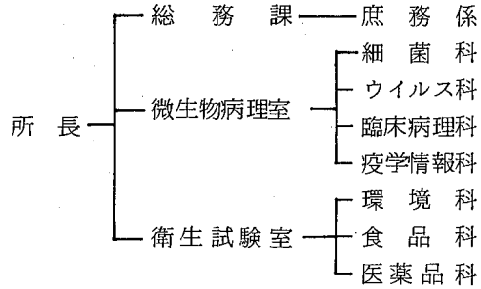 総務課 庶務係
細菌科
ウイルス科
微生物病理室
所長
臨床病理科
疫学情報科
環境科
衛生試験室 食品科
医薬品科